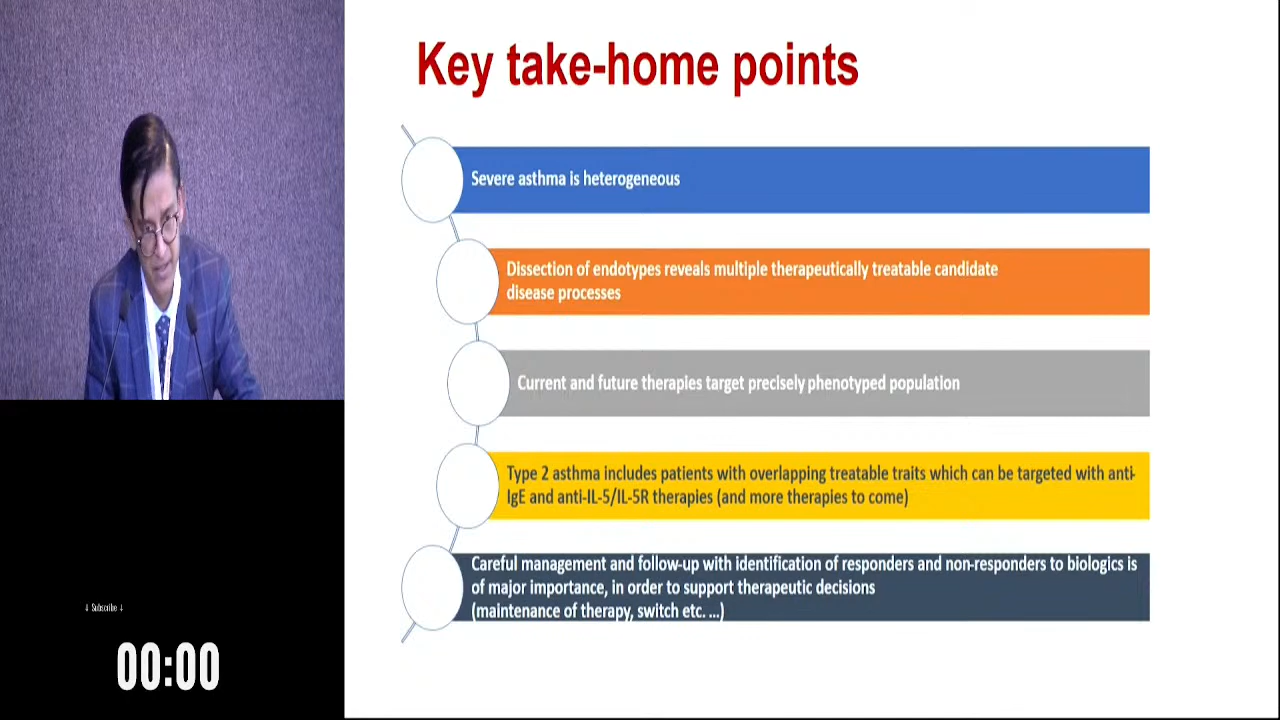 Key take-home points
Severe asthma is heterogeneous
Dissection of endotypes reveals multiple therapeutically treatable candidate
disease processes
Current and future therapies target precisely phenotyped population
Type 2 asthma includes patients with overlapping treatable traits which can be targeted with anti-
IgE and anti-IL-5/IL-5R therapies (and more therapies to come)
Careful management and follow-up with identification of responders and non-responders to biologics is
of major importance, in order to support therapeutic decisions
(maintenance of therapy, switch etc. ...)
↓ Subscribe ↓
00:00